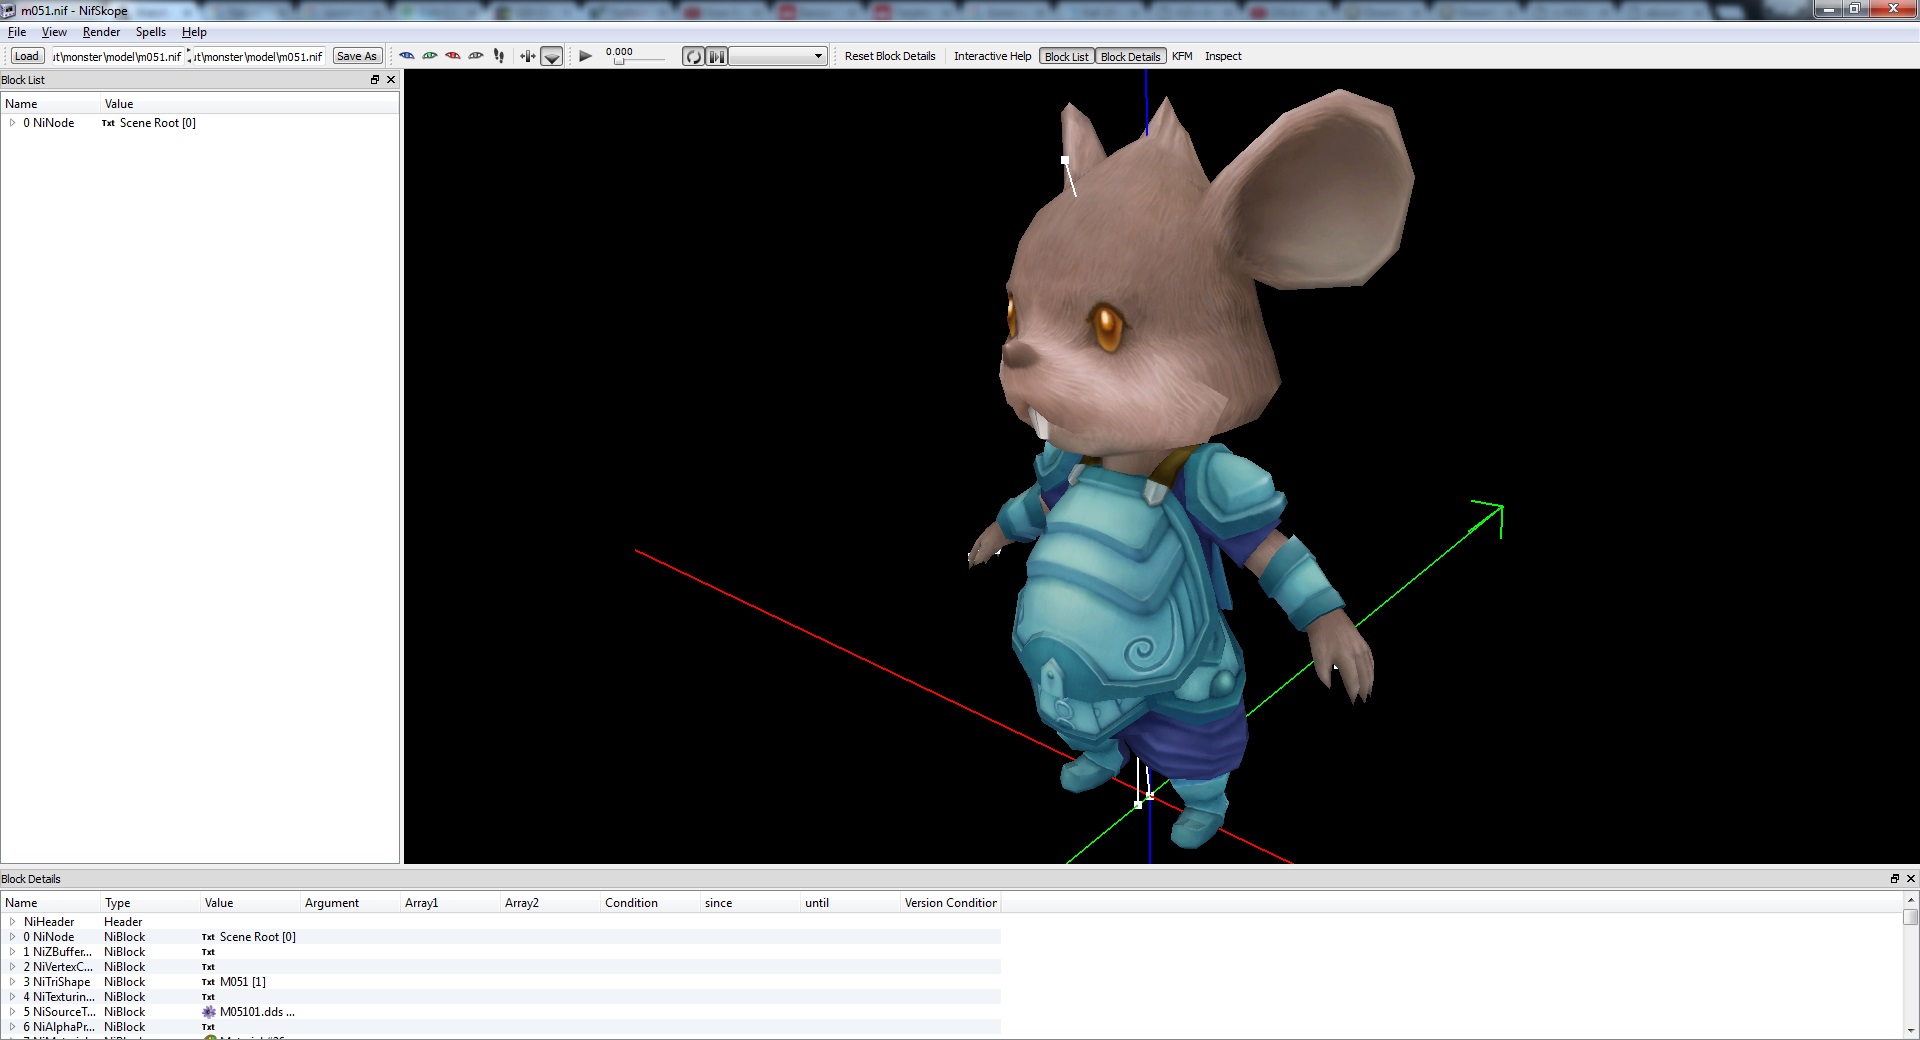 m051.nif - NifSkope
File View Render Spells Help
Load ut\monster\model\m051.nif ut\monster\model\m051.nif Save As 0.000 Reset Block Details Interactive Help Block List Block Details KFM Inspect
Block List
Name Value
0 NiNode Txt Scene Root [0]
Block Details
Name Type Value Argument Array1 Array2 Condition since until Version Condition
NiHeader Header
0 NiNode NiBlock Txt Scene Root [0]
1 NiZBuffer... NiBlock Txt
2 NiVertexC... NiBlock Txt
3 NiTriShape NiBlock Txt M051 [1]
4 NiTexturin... NiBlock Txt
5 NiSourceT... NiBlock M05101.dds ...
6 NiAlphaPr... NiBlock Txt